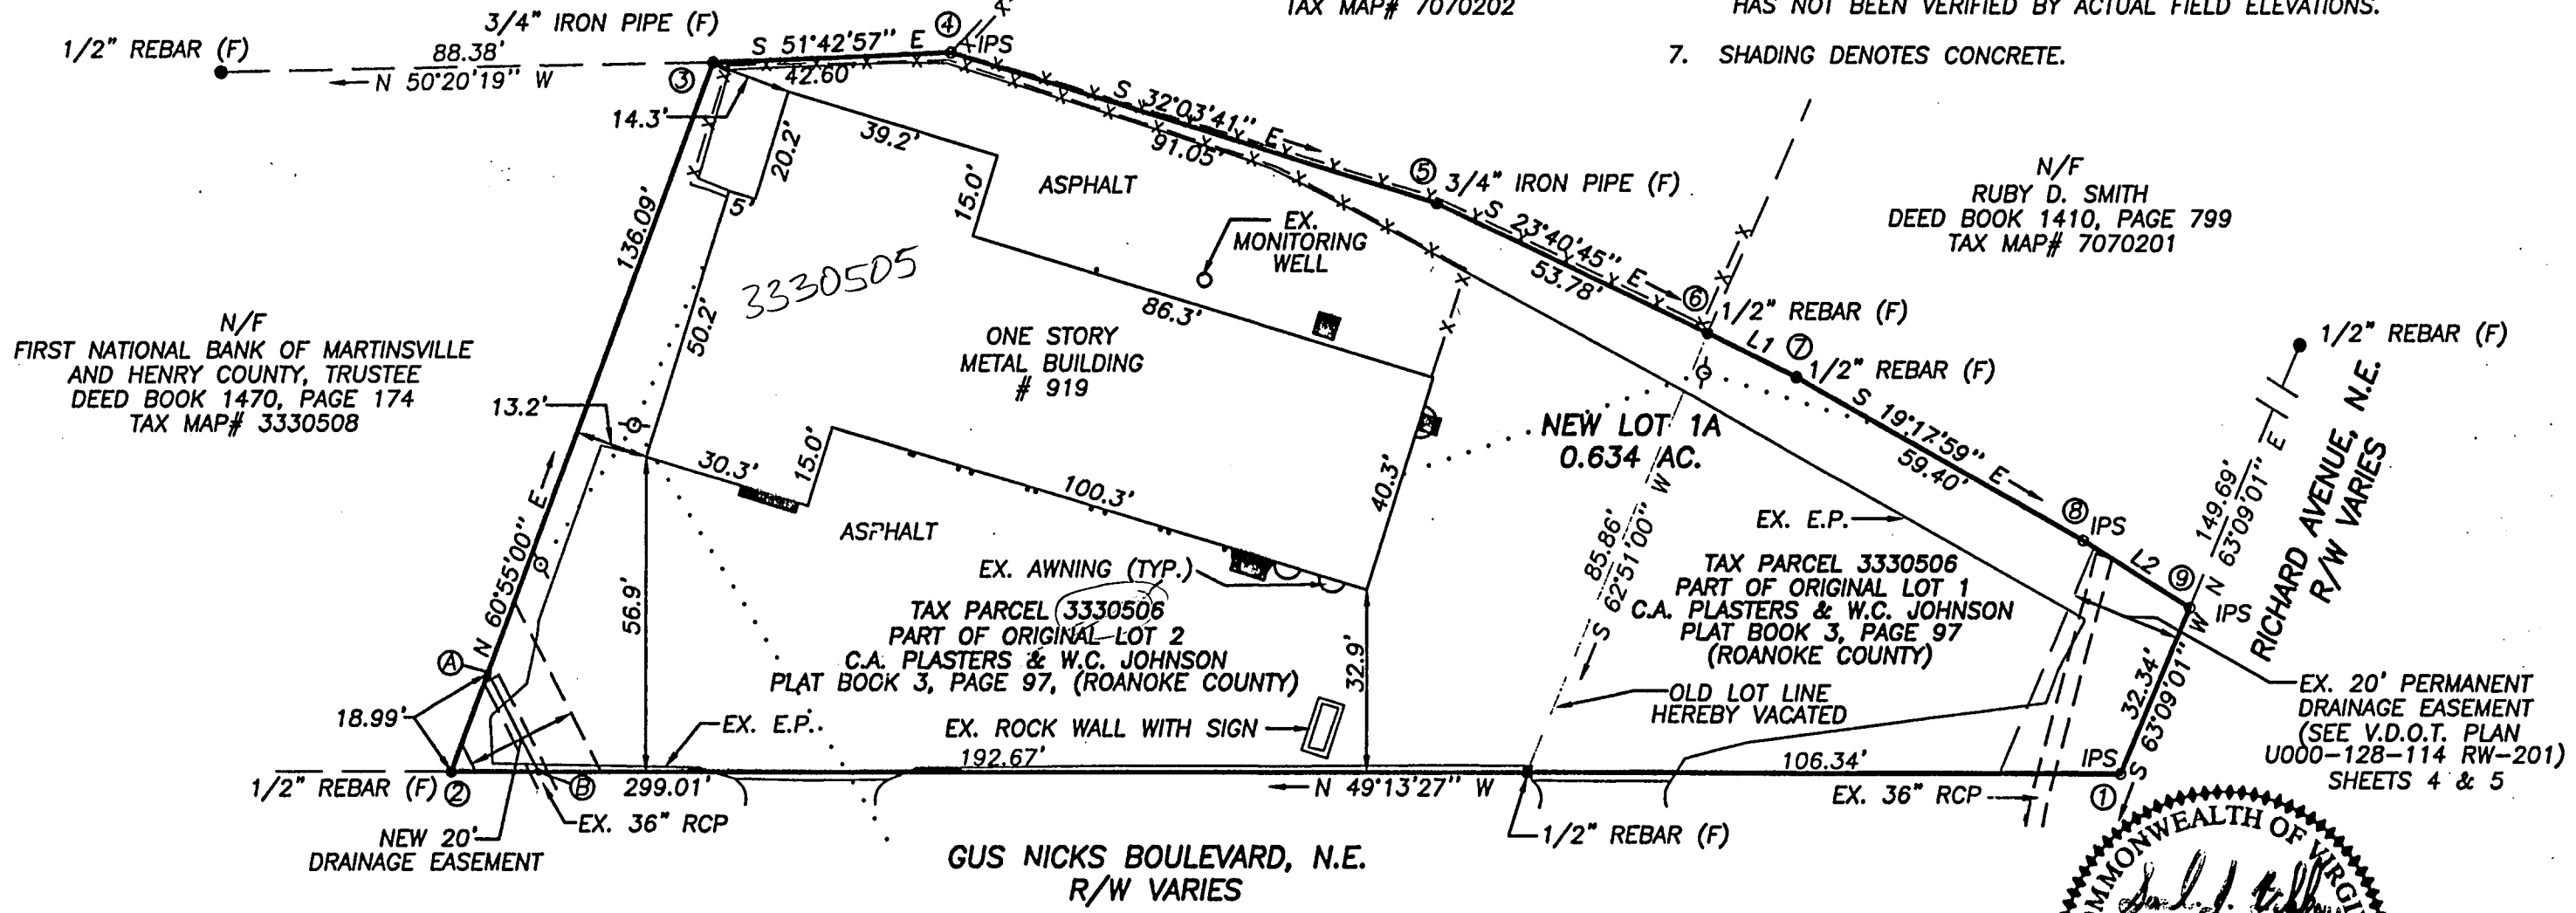 TAX MAP# 7070202
HAS NOT BEEN VERIFIED BY ACTUAL FIELD ELEVATIONS.
7. SHADING DENOTES CONCRETE.
1/2" REBAR (F)
88.38'
N 50°20'19" W
3/4" IRON PIPE (F)
3
S 51°42'57" E
42.60'
4
IPS
S 32°03'41" E
91.05'
5
3/4" IRON PIPE (F)
S 23°40'45" E
53.78'
6
1/2" REBAR (F)
L1
7
1/2" REBAR (F)
S 19°17'59" E
59.40'
8
IPS
L2
9
IPS
N/F
RUBY D. SMITH
DEED BOOK 1410, PAGE 799
TAX MAP# 7070201
1/2" REBAR (F)
149.69'
N 63°09'01" E
RICHARD AVENUE, N.E.
R/W VARIES
14.3'
20.2'
39.2'
15.0'
5'
ASPHALT
EX.
MONITORING
WELL
136.09'
3330505
50.2'
86.3'
ONE STORY
METAL BUILDING
# 919
N/F
FIRST NATIONAL BANK OF MARTINSVILLE
AND HENRY COUNTY, TRUSTEE
DEED BOOK 1470, PAGE 174
TAX MAP# 3330508
13.2'
30.3'
15.0'
100.3'
40.3'
NEW LOT 1A
0.634 AC.
85.86'
S 62°51'00" W
EX. E.P.
ASPHALT
N 60°55'00" E
56.9'
EX. AWNING (TYP.)
TAX PARCEL 3330506
PART OF ORIGINAL LOT 2
C.A. PLASTERS & W.C. JOHNSON
PLAT BOOK 3, PAGE 97, (ROANOKE COUNTY)
32.9'
TAX PARCEL 3330506
PART OF ORIGINAL LOT 1
C.A. PLASTERS & W.C. JOHNSON
PLAT BOOK 3, PAGE 97
(ROANOKE COUNTY)
32.34'
S 63°09'01" W
EX. 20' PERMANENT
DRAINAGE EASEMENT
(SEE V.D.O.T. PLAN
U000-128-114 RW-201)
SHEETS 4 & 5
A
18.99'
EX. E.P.
EX. ROCK WALL WITH SIGN
OLD LOT LINE
HEREBY VACATED
192.67'
106.34'
IPS
1
1/2" REBAR (F)
2
B
299.01'
N 49°13'27" W
EX. 36" RCP
EX. 36" RCP
NEW 20'
DRAINAGE EASEMENT
1/2" REBAR (F)
GUS NICKS BOULEVARD, N.E.
R/W VARIES
COMMONWEALTH OF VIRGI